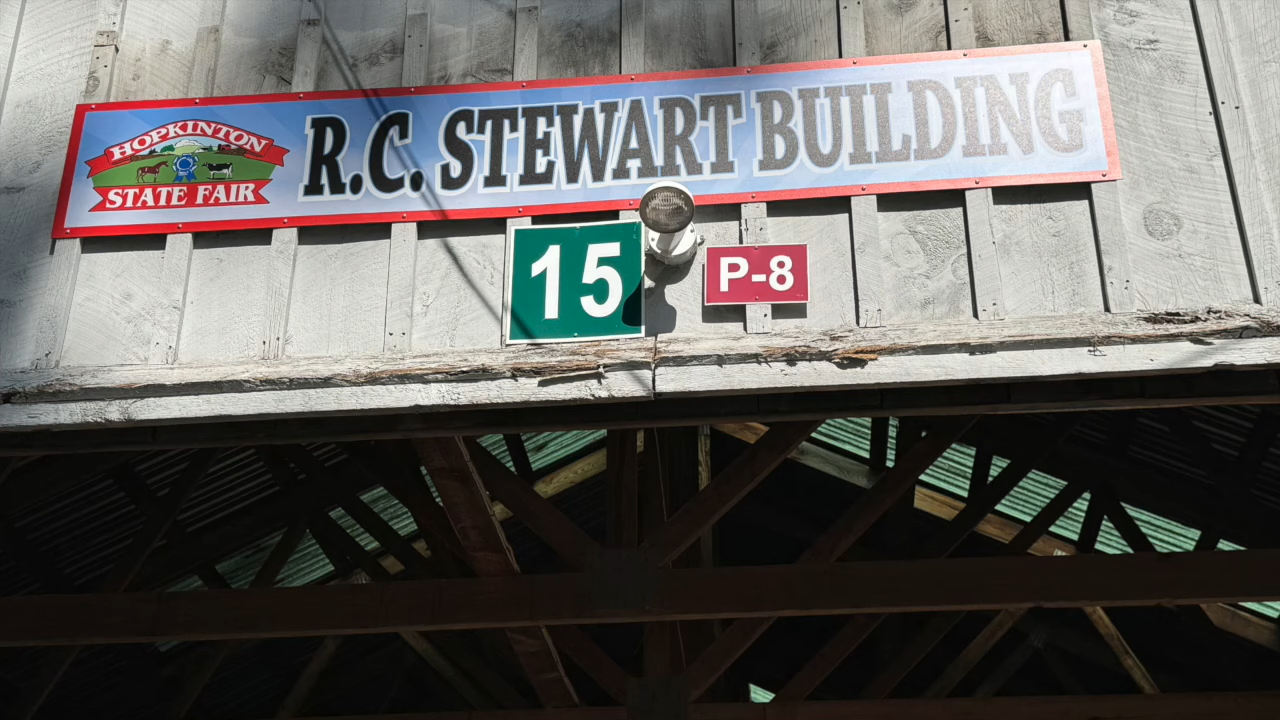 HOPKINTON
STATE FAIR
R.C. STEWART BUILDING
15
P-8